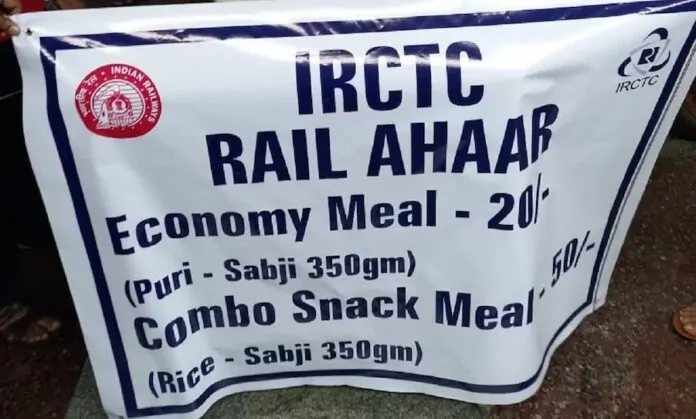 IRCTC
RAIL AHAAR
Economy Meal - 20/-
(Puri - Sabji 350gm)
Combo Snack Meal - 50/-
(Rice - Sabji 350gm)
भारतीय रेल • INDIAN RAILWAYS
IRCTC